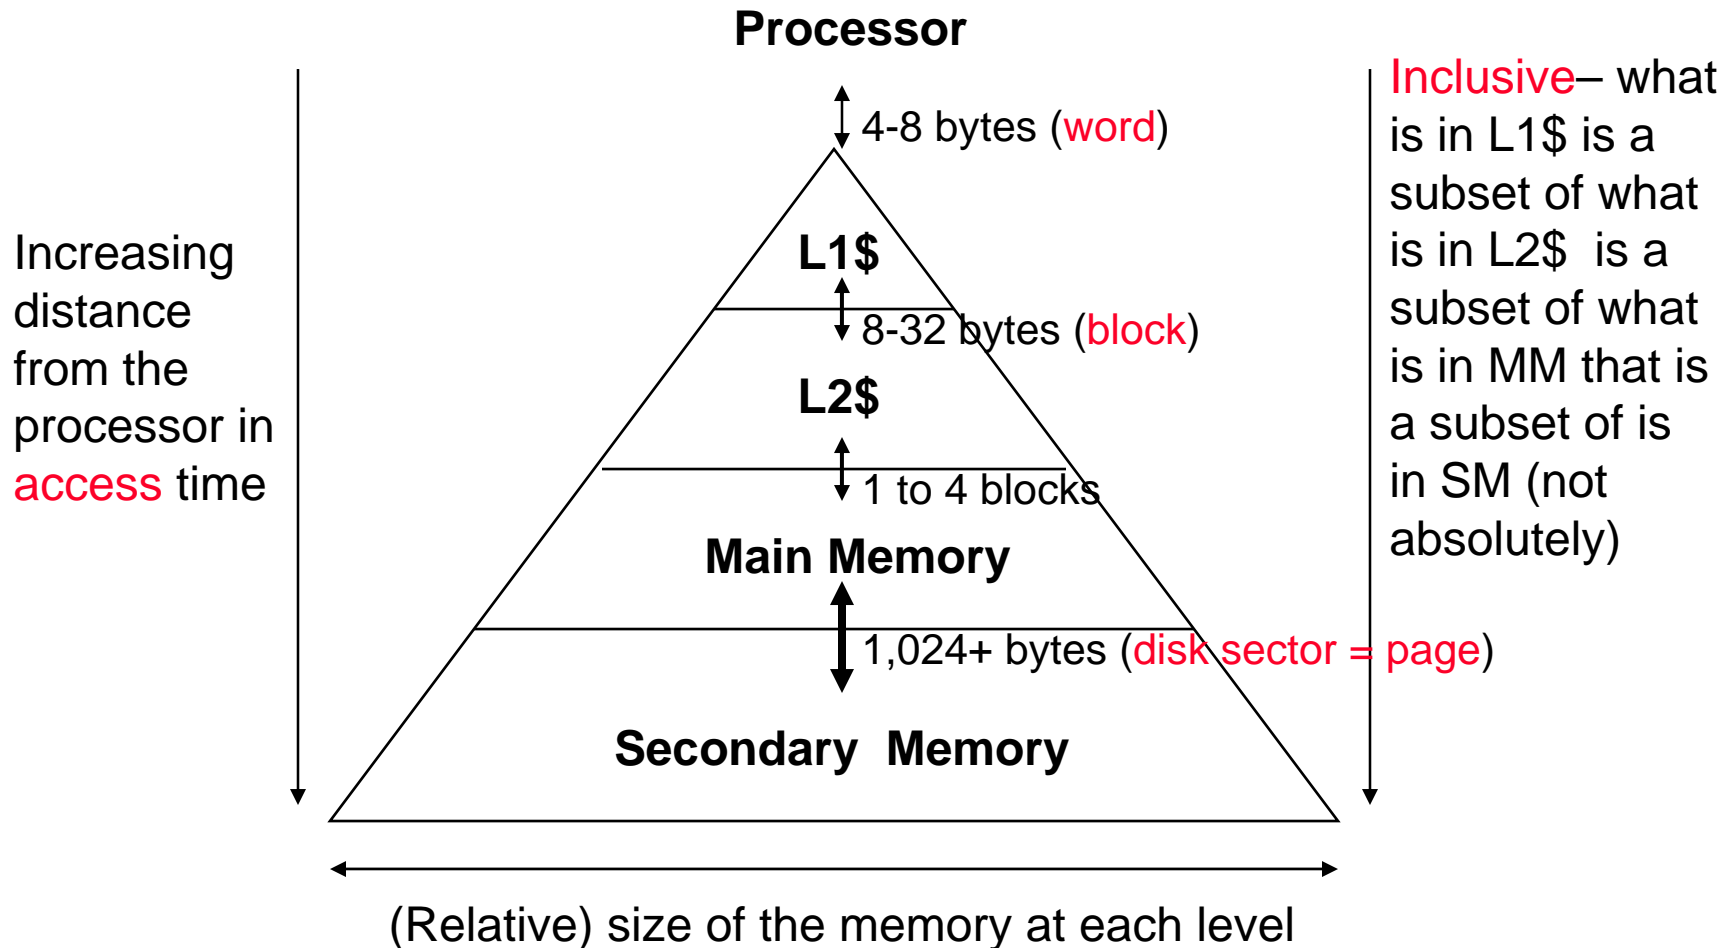 Processor
4-8 bytes (word)
Increasing
distance
from the
processor in
access time
L1$
8-32 bytes (block)
L2$
1 to 4 blocks
Main Memory
1,024+ bytes (disk sector = page)
Secondary Memory
Inclusive– what
is in L1$ is a
subset of what
is in L2$ is a
subset of what
is in MM that is
a subset of is
in SM (not
absolutely)
(Relative) size of the memory at each level